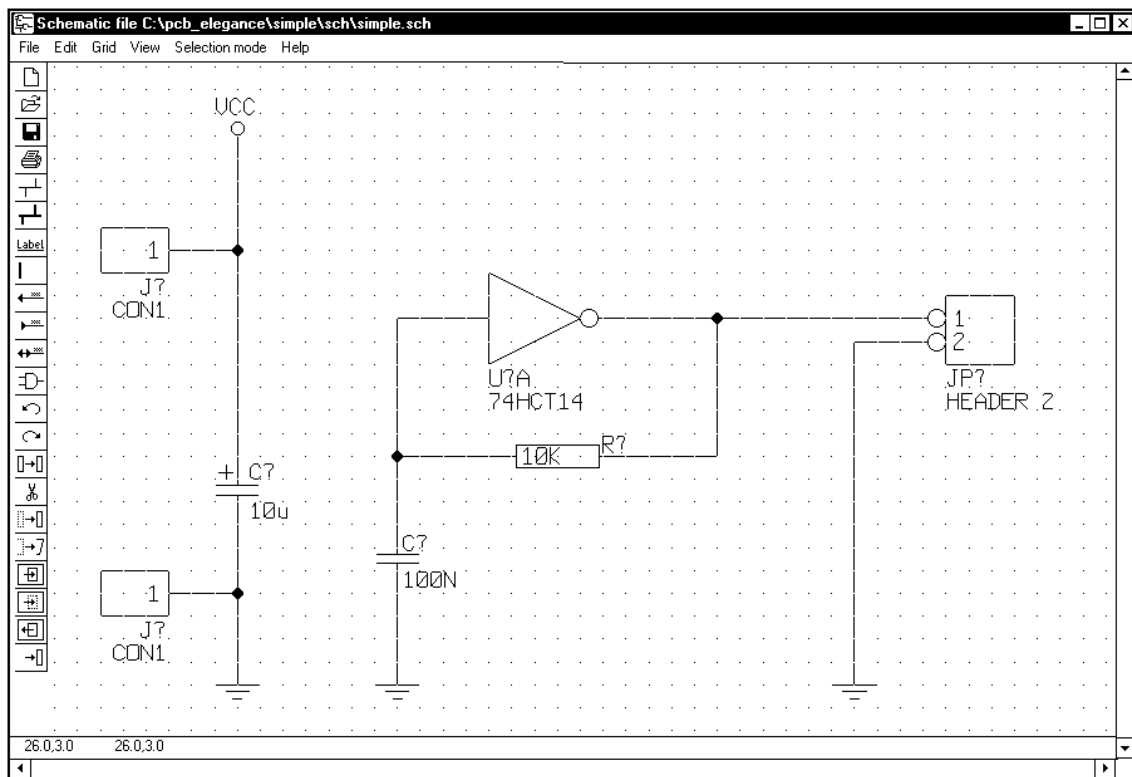 Schematic file C:\pcb_elegance\simple\sch\simple.sch
File Edit Grid View Selection mode Help
VCC
Label
1
J?
CON1
U?A
74HCT14
1
2
JP?
HEADER 2
10K
R?
+ C?
10u
C?
100N
1
J?
CON1
26.0,3.0 26.0,3.0